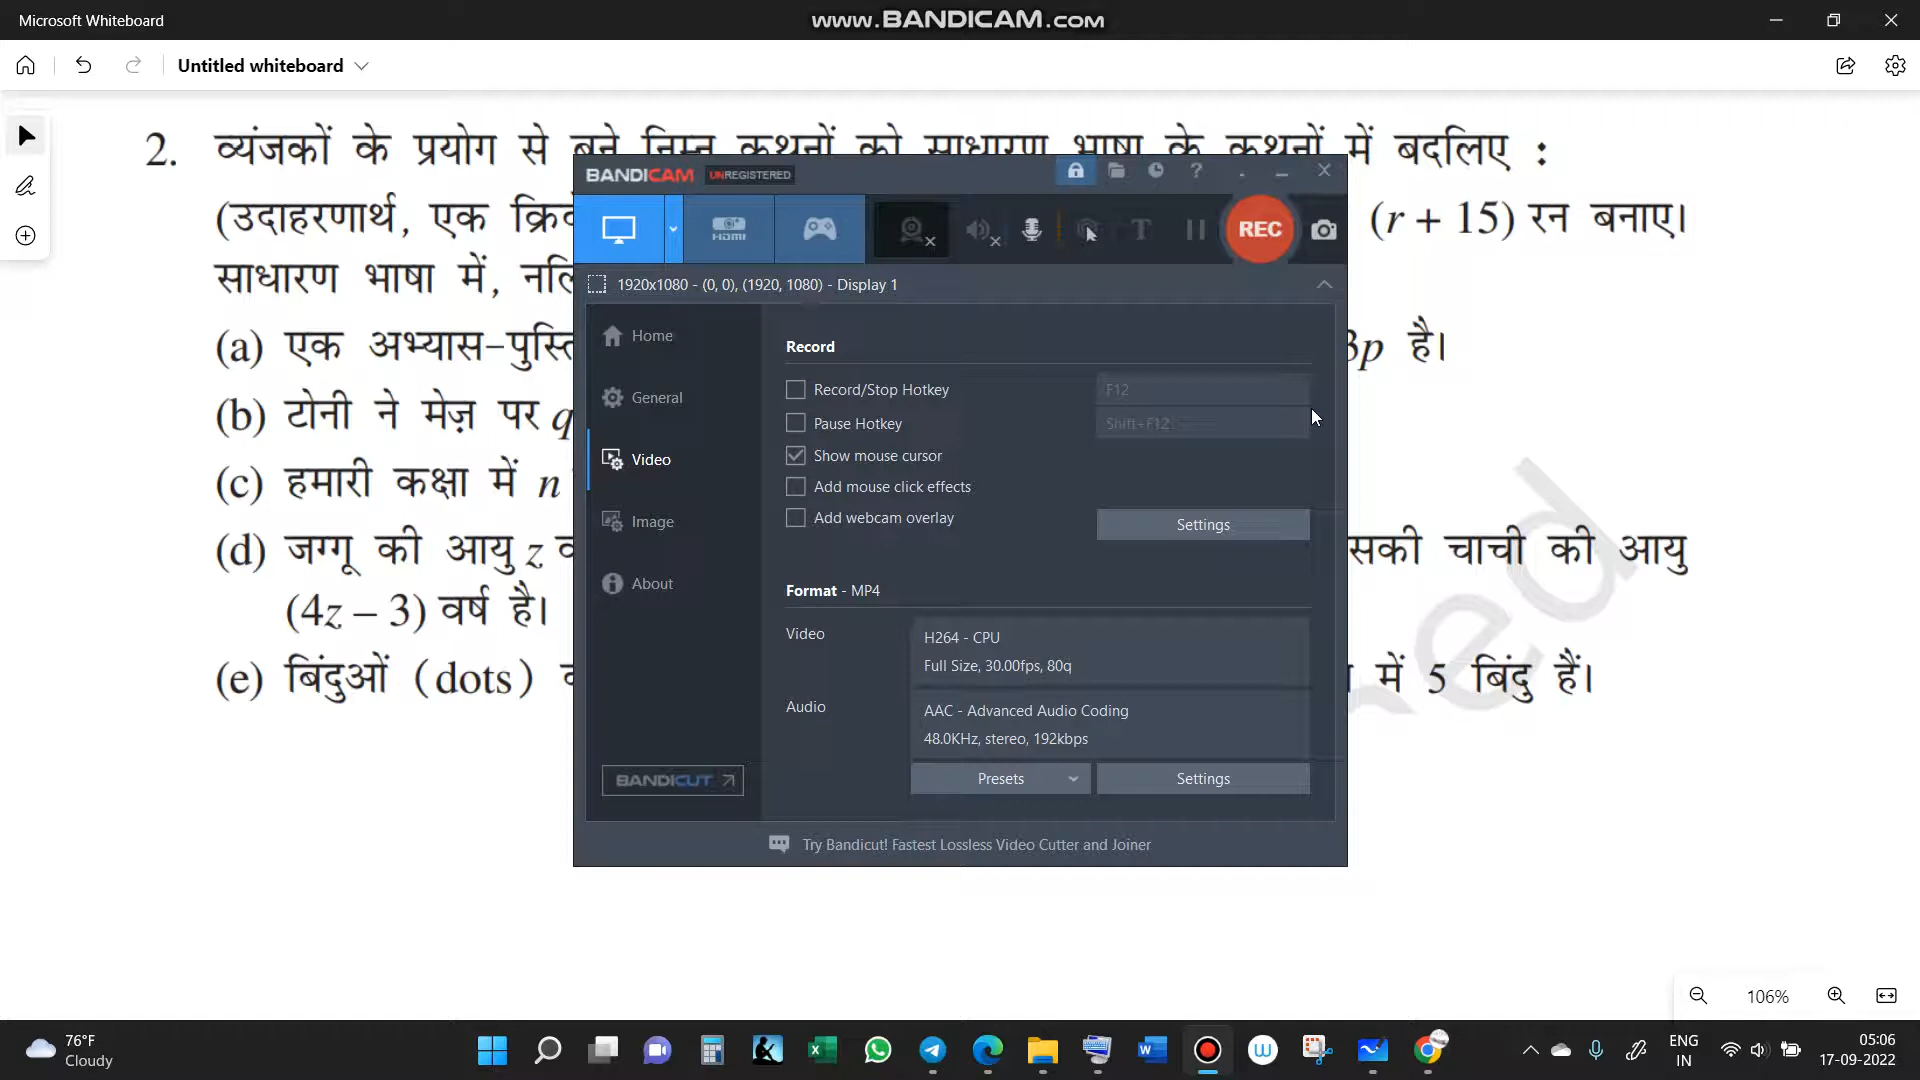 Microsoft Whiteboard
www.BANDICAM.com
Untitled whiteboard
2. व्यंजकों के प्रयोग से बने निम्न कथनों को साधारण भाषा के कथनों में बदलिए :
(उदाहरणार्थ, एक (r + 15) रन बनाए।
साधारण भाषा में,
(a) एक है।
(b) टोनी ने मेज़ पर q
(c) हमारी कक्षा में n
(d) जग्गू की आयु z चाची की आयु
(4z – 3) वर्ष है।
(e) बिंदुओं (dots) में 5 बिंदु हैं।
BANDICAM UNREGISTERED
HDMI
T
REC
1920x1080 - (0, 0), (1920, 1080) - Display 1
Home
General
Video
Image
About
BANDICUT
Record
Record/Stop Hotkey F12
Pause Hotkey Shift+F12
Show mouse cursor
Add mouse click effects
Add webcam overlay
Settings
Format - MP4
Video
H264 - CPU
Full Size, 30.00fps, 80q
Audio
AAC - Advanced Audio Coding
48.0KHz, stereo, 192kbps
Presets
Settings
Try Bandicut! Fastest Lossless Video Cutter and Joiner
106%
76°F
Cloudy
ENG
IN
05:06
17-09-2022